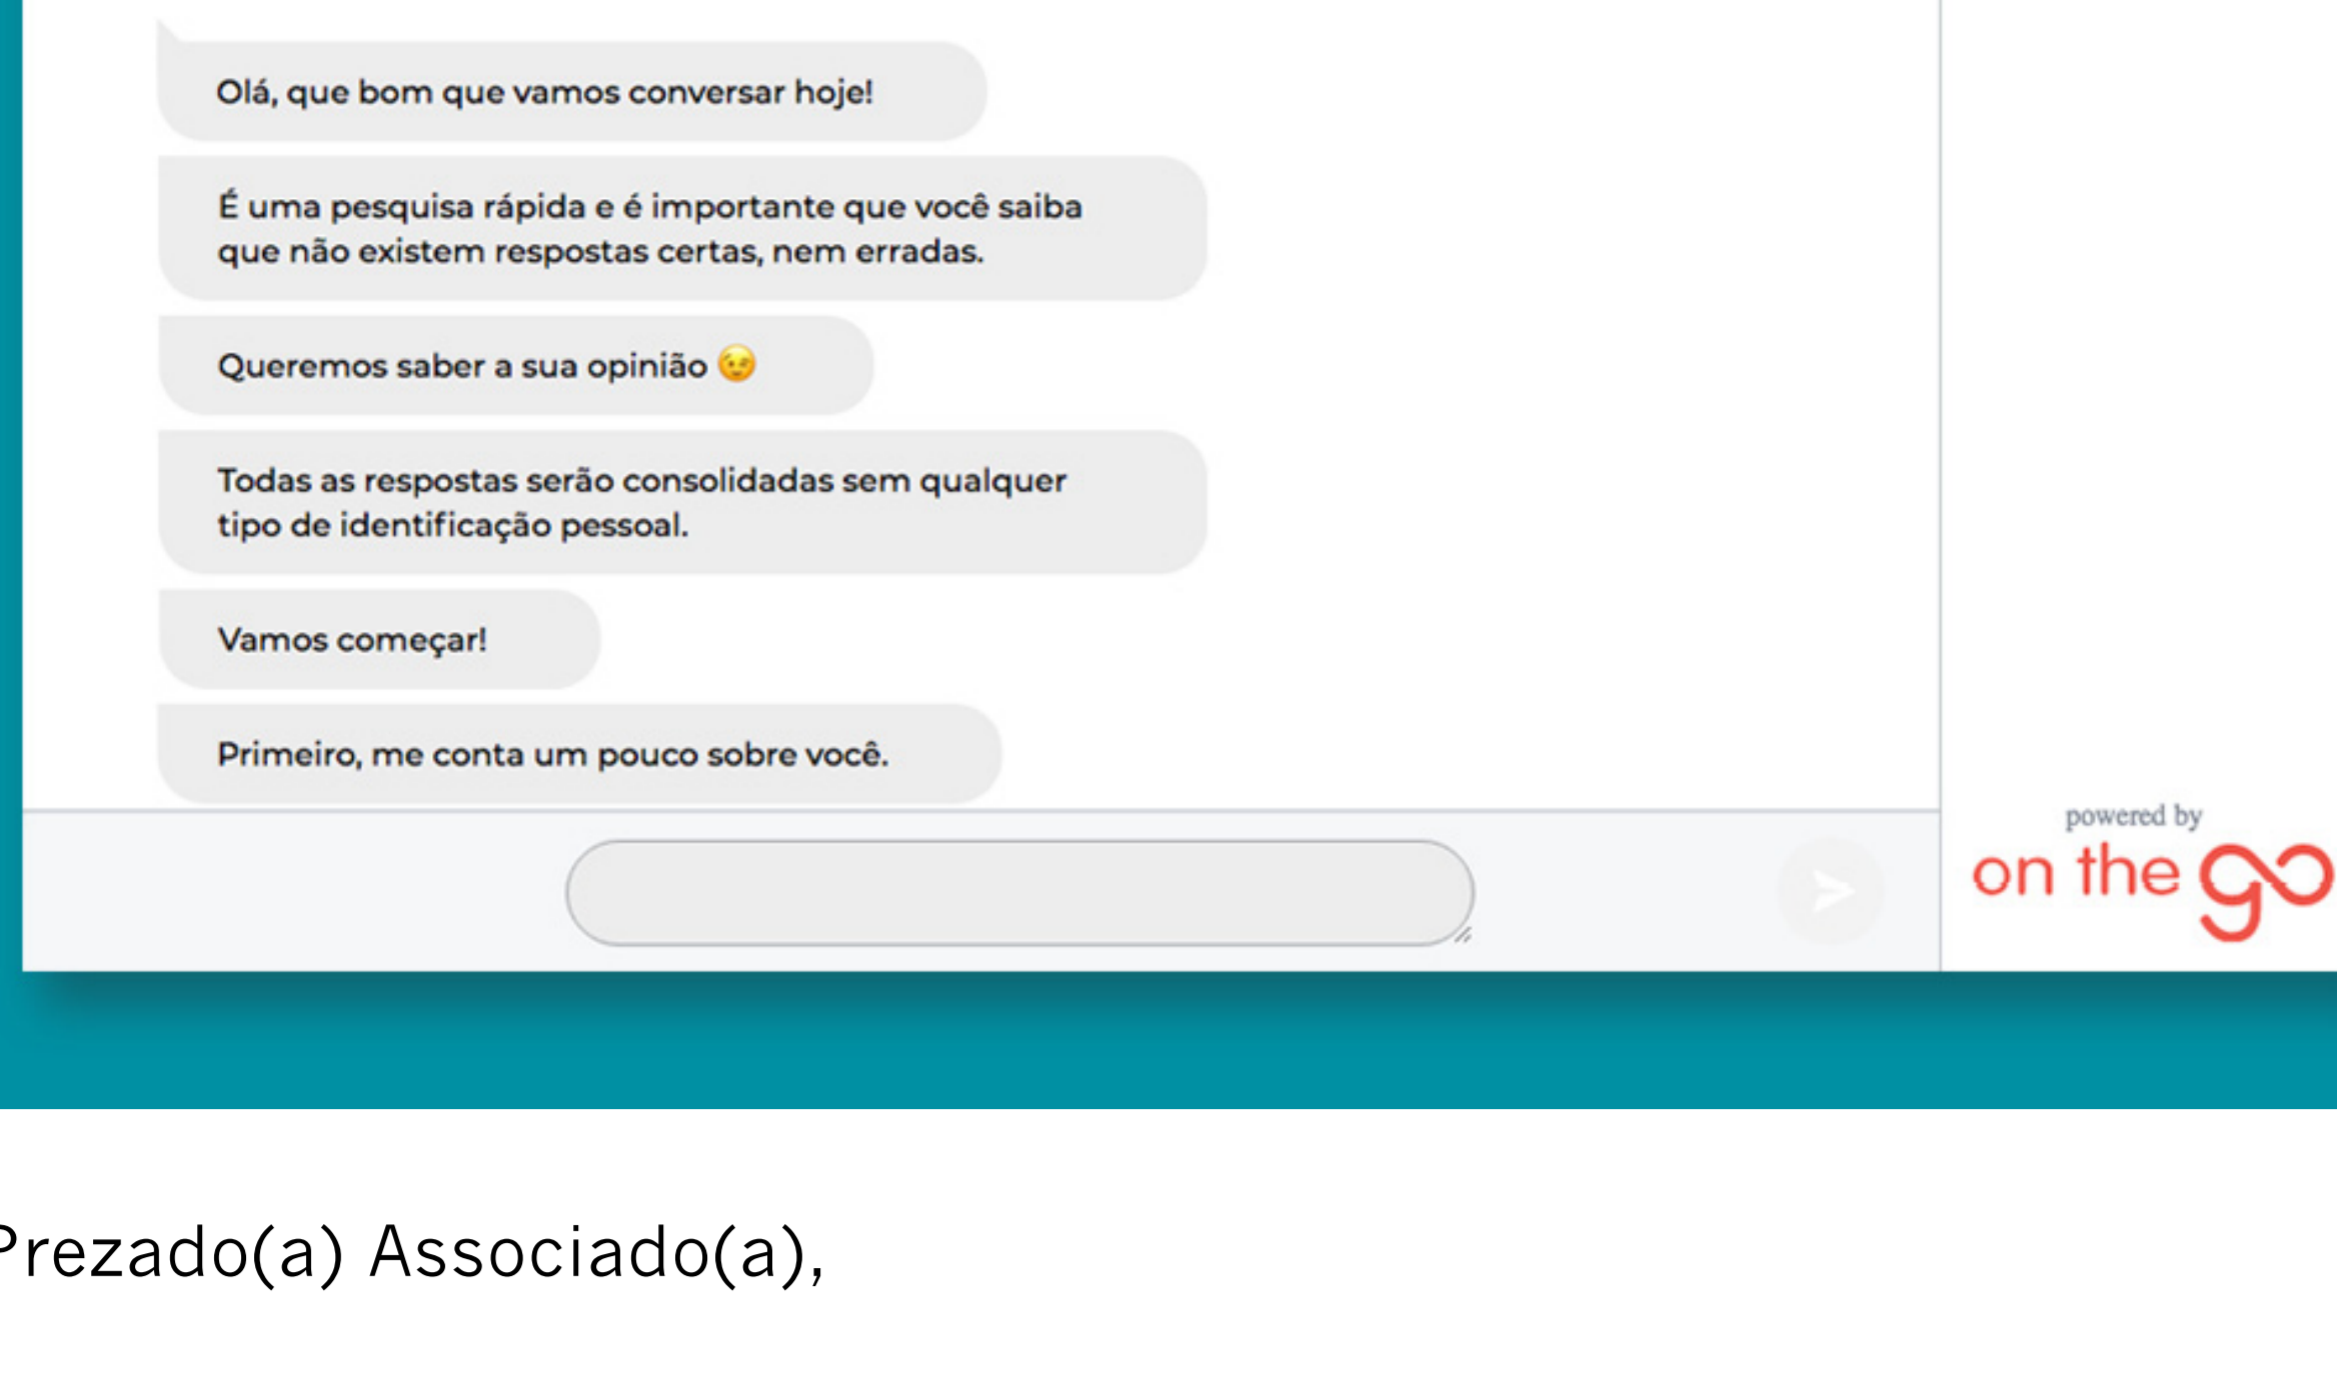 Olá, que bom que vamos conversar hoje!
É uma pesquisa rápida e é importante que você saiba
que não existem respostas certas, nem erradas.
Queremos saber a sua opinião 😉
Todas as respostas serão consolidadas sem qualquer
tipo de identificação pessoal.
Vamos começar!
Primeiro, me conta um pouco sobre você.
powered by
on the go
Prezado(a) Associado(a),